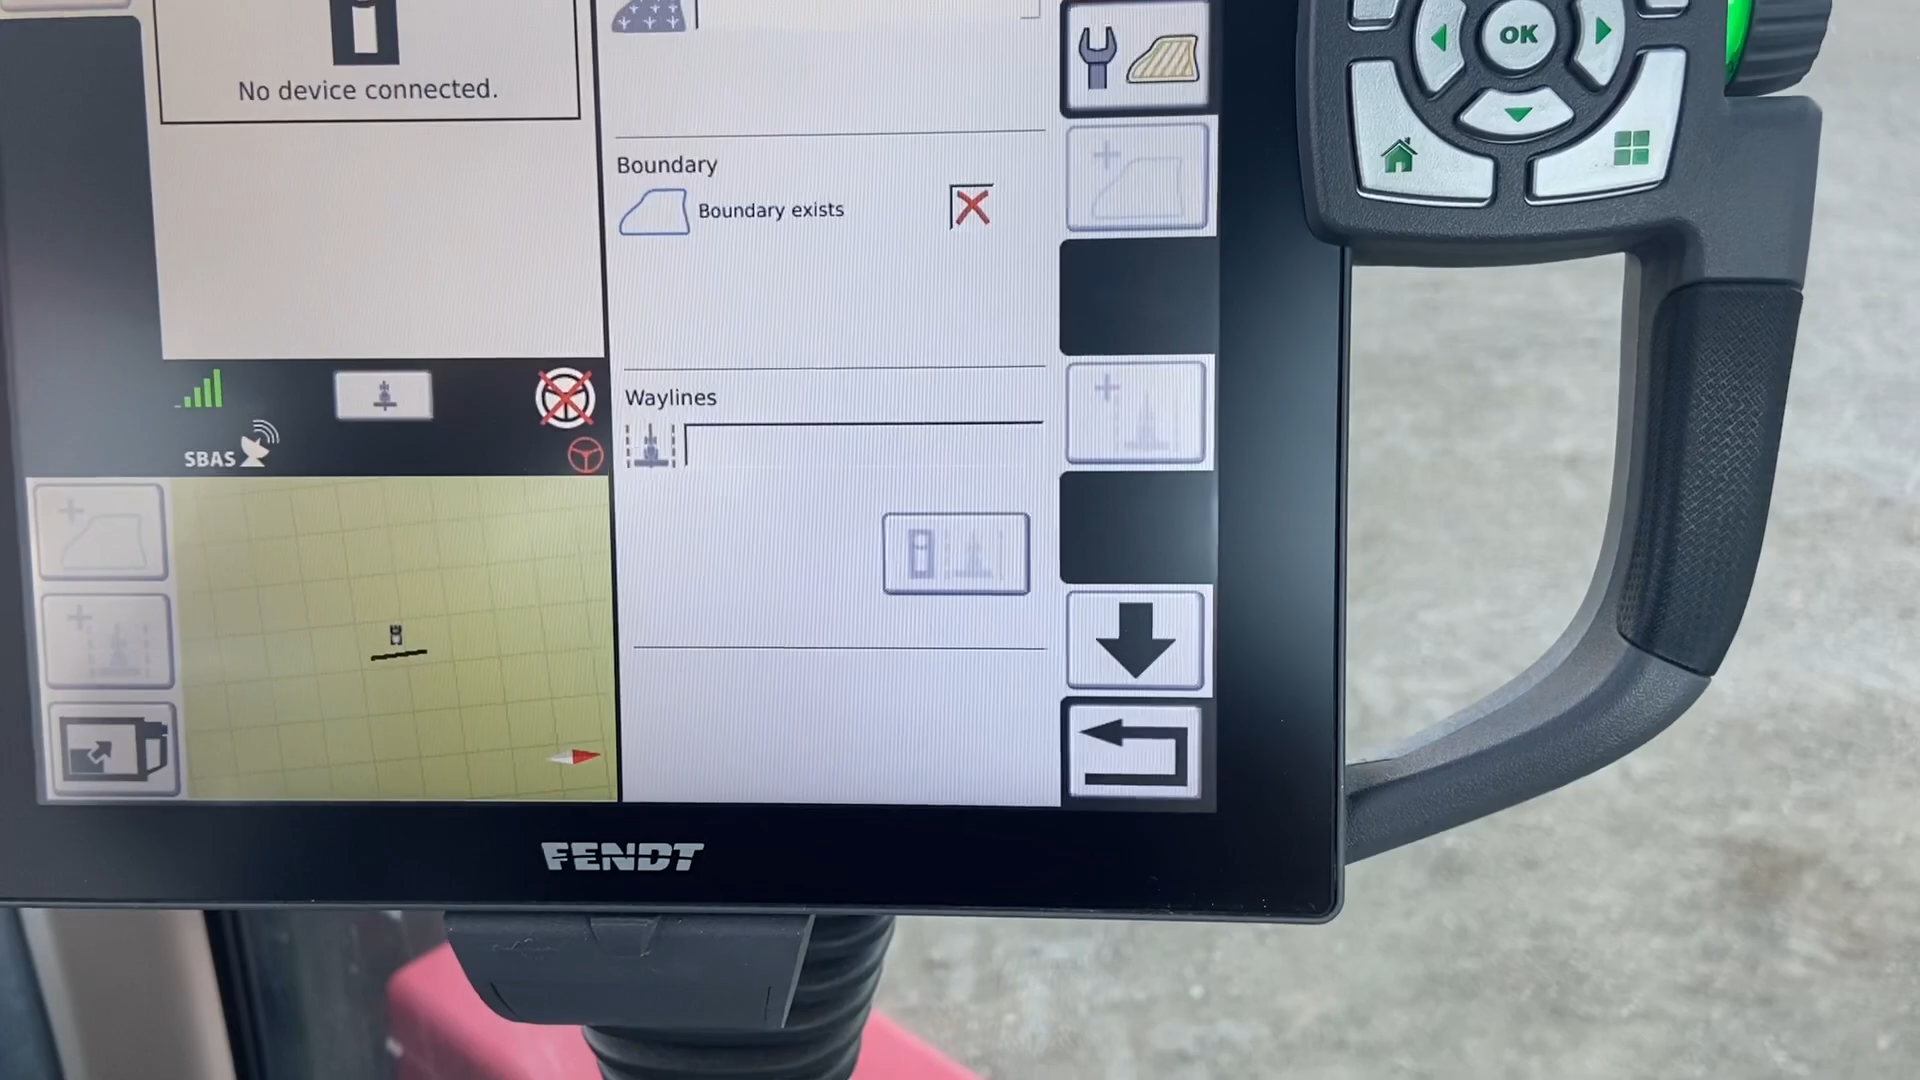 No device connected.
Boundary
Boundary exists
Waylines
SBAS
OK
FENDT